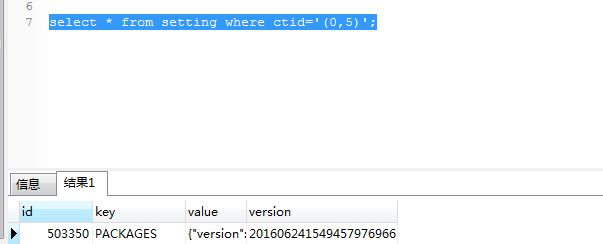 6
7 select * from setting where ctid='(0,5)';
信息 结果1
id key value version
503350 PACKAGES {"version": 201606241549457976966